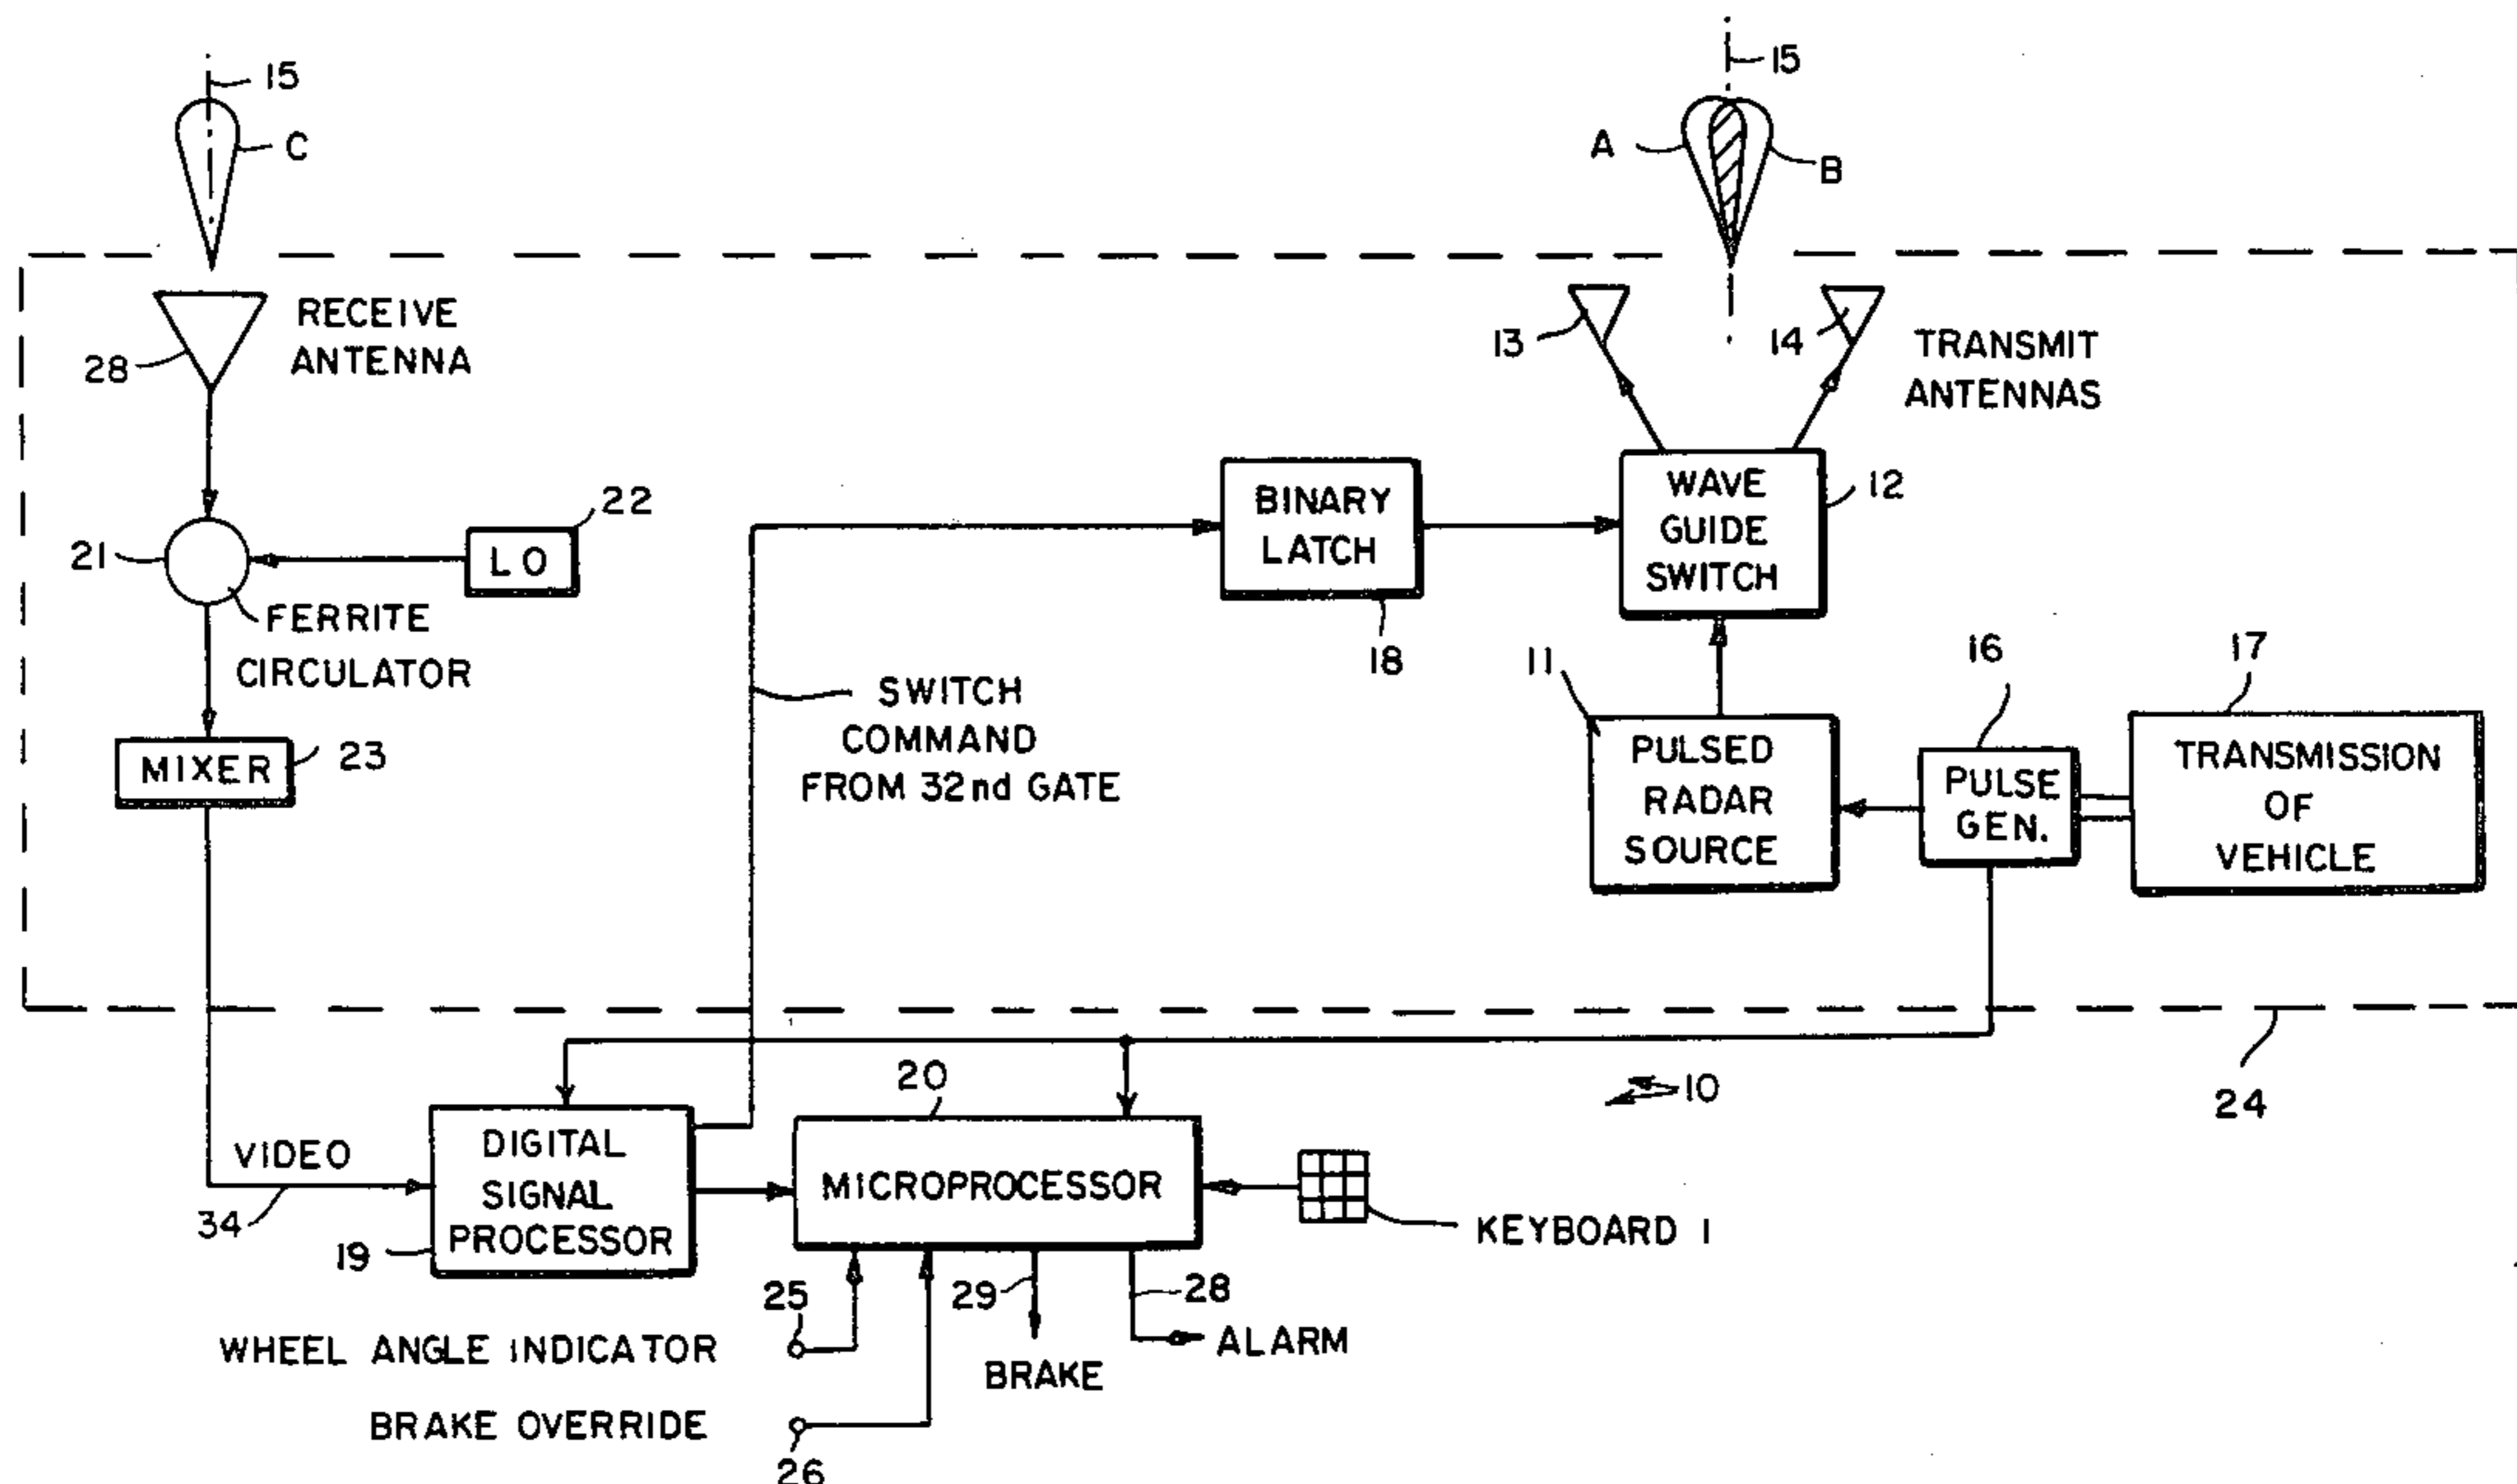 15
15
C
A
B
RECEIVE
ANTENNA
28
13
14
TRANSMIT
ANTENNAS
22
LO
21
FERRITE
CIRCULATOR
BINARY
LATCH
18
WAVE
GUIDE
SWITCH
12
MIXER
23
SWITCH
COMMAND
FROM 32nd GATE
11
PULSED
RADAR
SOURCE
16
PULSE
GEN.
17
TRANSMISSION
OF
VEHICLE
24
10
VIDEO
34
DIGITAL
SIGNAL
PROCESSOR
19
20
MICROPROCESSOR
KEYBOARD 1
25
29
28
WHEEL ANGLE INDICATOR
BRAKE
ALARM
BRAKE OVERRIDE
26